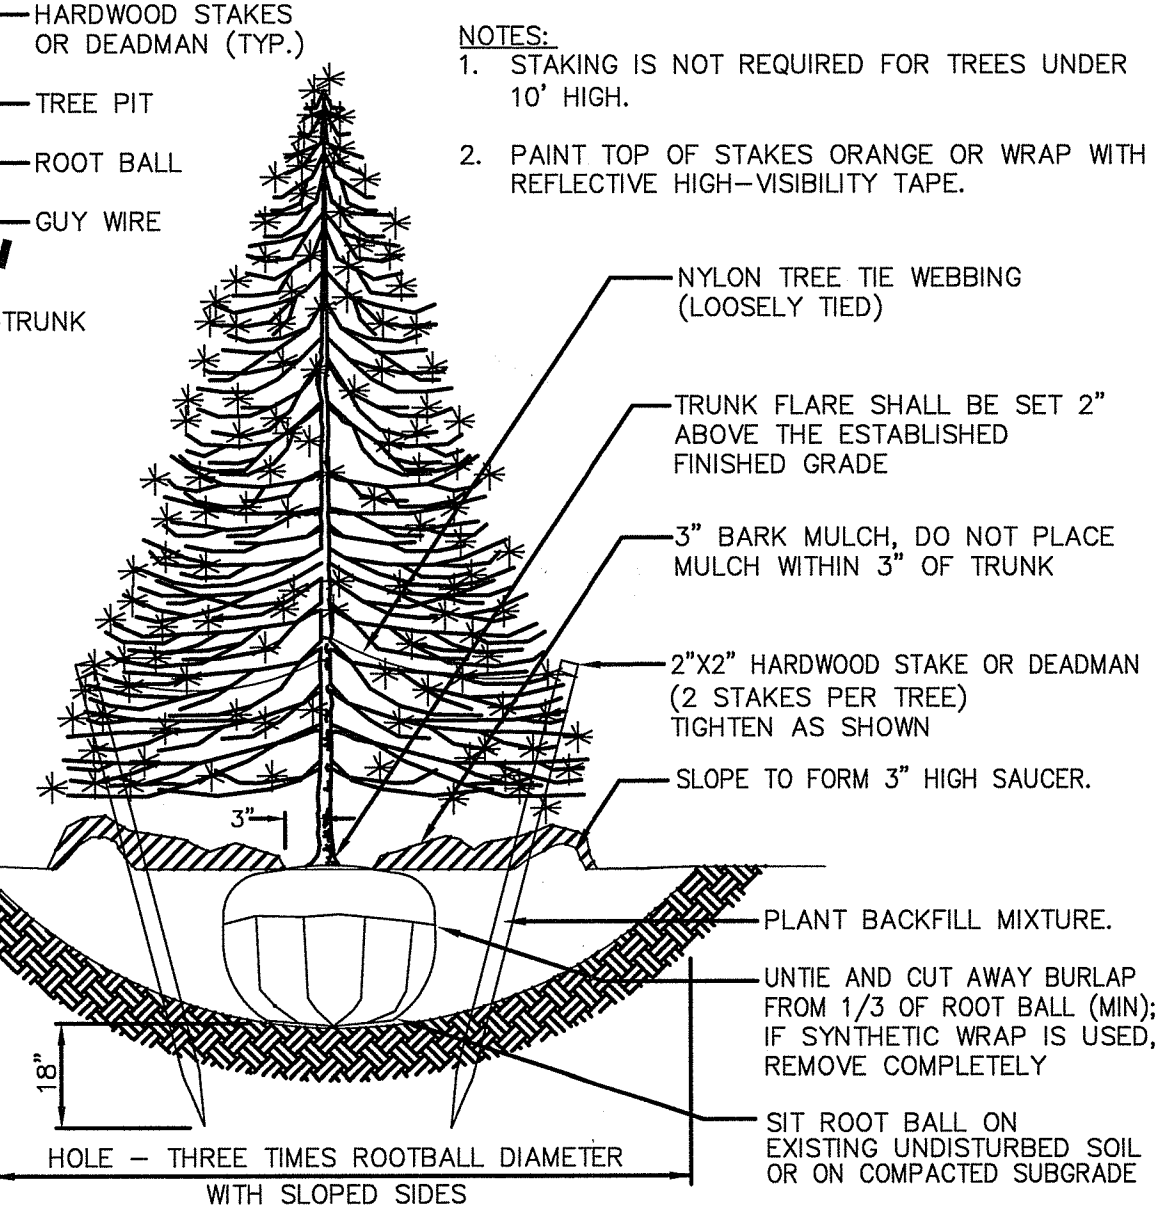 HARDWOOD STAKES
OR DEADMAN (TYP.)
TREE PIT
ROOT BALL
GUY WIRE
TRUNK
NOTES:
1. STAKING IS NOT REQUIRED FOR TREES UNDER
10' HIGH.
2. PAINT TOP OF STAKES ORANGE OR WRAP WITH
REFLECTIVE HIGH-VISIBILITY TAPE.
NYLON TREE TIE WEBBING
(LOOSELY TIED)
TRUNK FLARE SHALL BE SET 2"
ABOVE THE ESTABLISHED
FINISHED GRADE
3" BARK MULCH, DO NOT PLACE
MULCH WITHIN 3" OF TRUNK
2"X2" HARDWOOD STAKE OR DEADMAN
(2 STAKES PER TREE)
TIGHTEN AS SHOWN
SLOPE TO FORM 3" HIGH SAUCER.
3"
PLANT BACKFILL MIXTURE.
UNTIE AND CUT AWAY BURLAP
FROM 1/3 OF ROOT BALL (MIN);
IF SYNTHETIC WRAP IS USED,
REMOVE COMPLETELY
18"
SIT ROOT BALL ON
EXISTING UNDISTURBED SOIL
OR ON COMPACTED SUBGRADE
HOLE - THREE TIMES ROOTBALL DIAMETER
WITH SLOPED SIDES